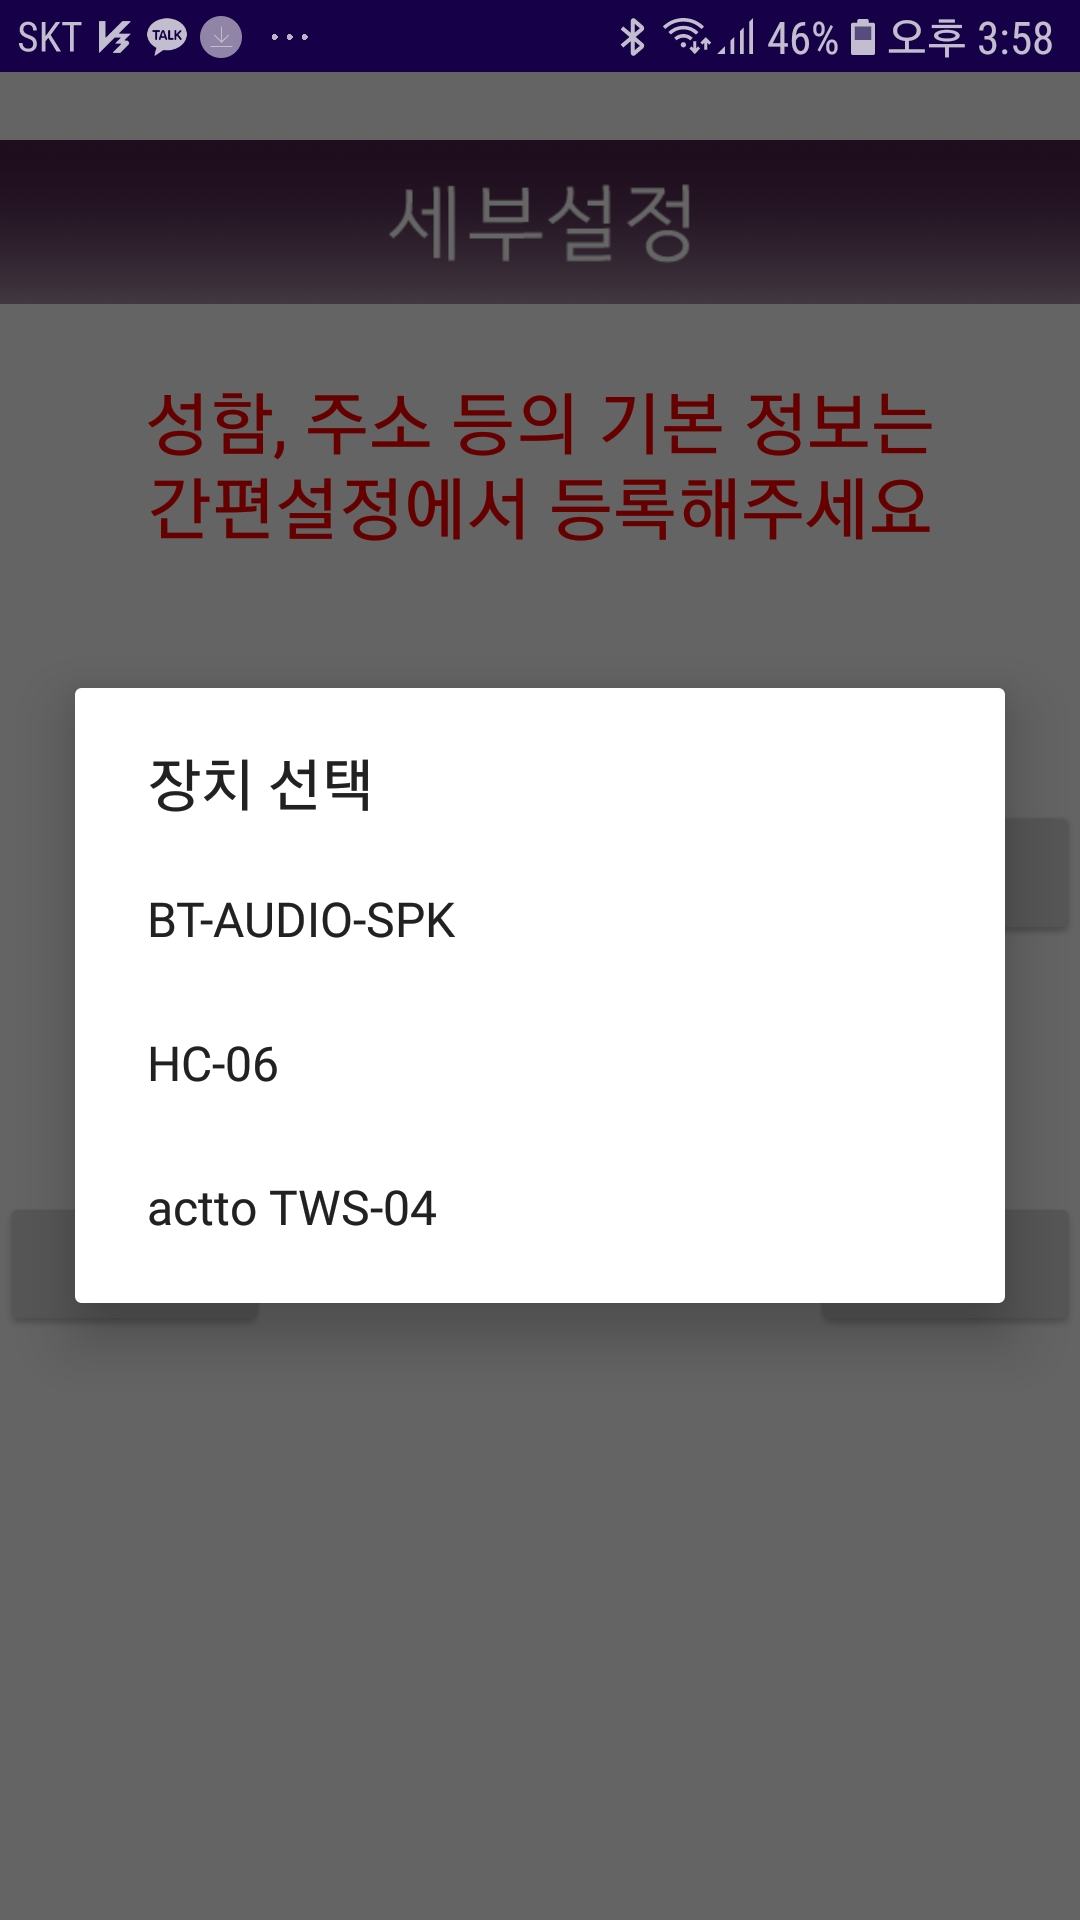 SKT TALK 46% 오후 3:58
세부설정
성함, 주소 등의 기본 정보는
간편설정에서 등록해주세요
장치 선택
BT-AUDIO-SPK
HC-06
actto TWS-04